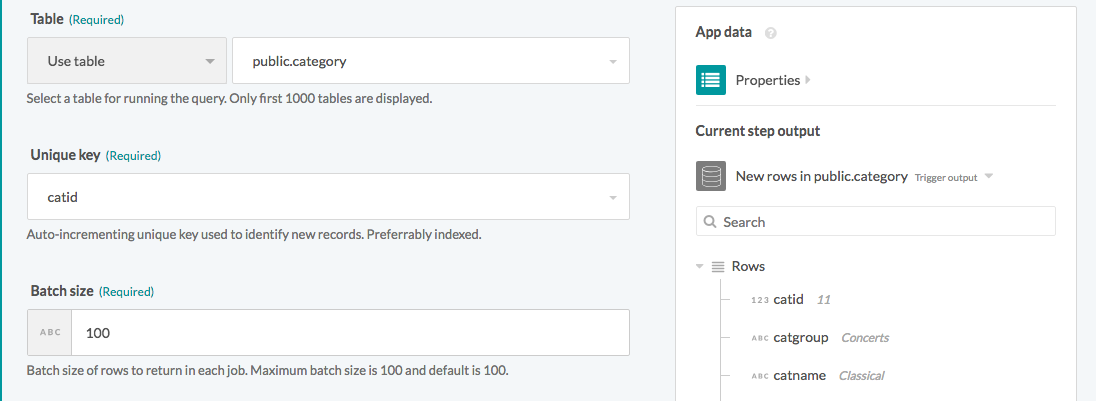 Table (Required)
Use table
public.category
Select a table for running the query. Only first 1000 tables are displayed.
Unique key (Required)
catid
Auto-incrementing unique key used to identify new records. Preferrably indexed.
Batch size (Required)
ABC 100
Batch size of rows to return in each job. Maximum batch size is 100 and default is 100.
App data ?
Properties
Current step output
New rows in public.category Trigger output
Search
Rows
123 catid 11
ABC catgroup Concerts
ABC catname Classical